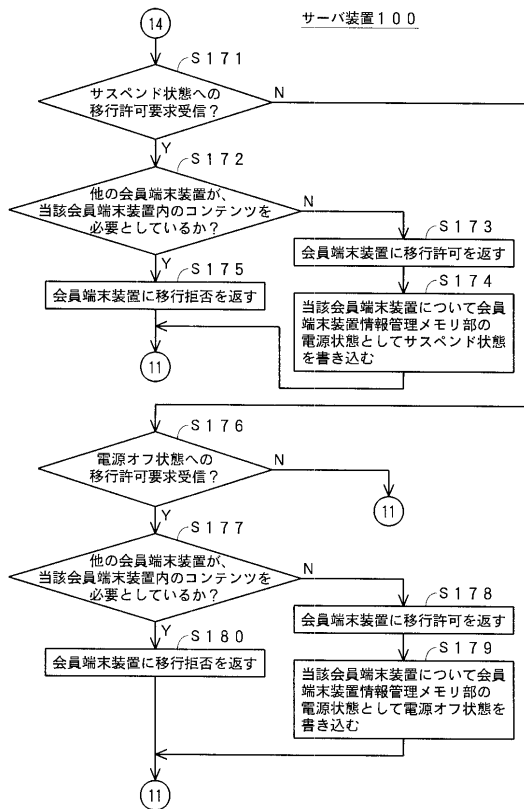 サーバ装置１００
14
Ｓ１７１
サスペンド状態への
移行許可要求受信？
N
Y
Ｓ１７２
他の会員端末装置が、
当該会員端末装置内のコンテンツを
必要としているか？
N
Y
Ｓ１７３
会員端末装置に移行許可を返す
Ｓ１７５
会員端末装置に移行拒否を返す
Ｓ１７４
当該会員端末装置について会員
端末装置情報管理メモリ部の
電源状態としてサスペンド状態
を書き込む
11
Ｓ１７６
電源オフ状態への
移行許可要求受信？
N
11
Y
Ｓ１７７
他の会員端末装置が、
当該会員端末装置内のコンテンツを
必要としているか？
N
Y
Ｓ１７８
会員端末装置に移行許可を返す
Ｓ１８０
会員端末装置に移行拒否を返す
Ｓ１７９
当該会員端末装置について会員
端末装置情報管理メモリ部の
電源状態として電源オフ状態を
書き込む
11